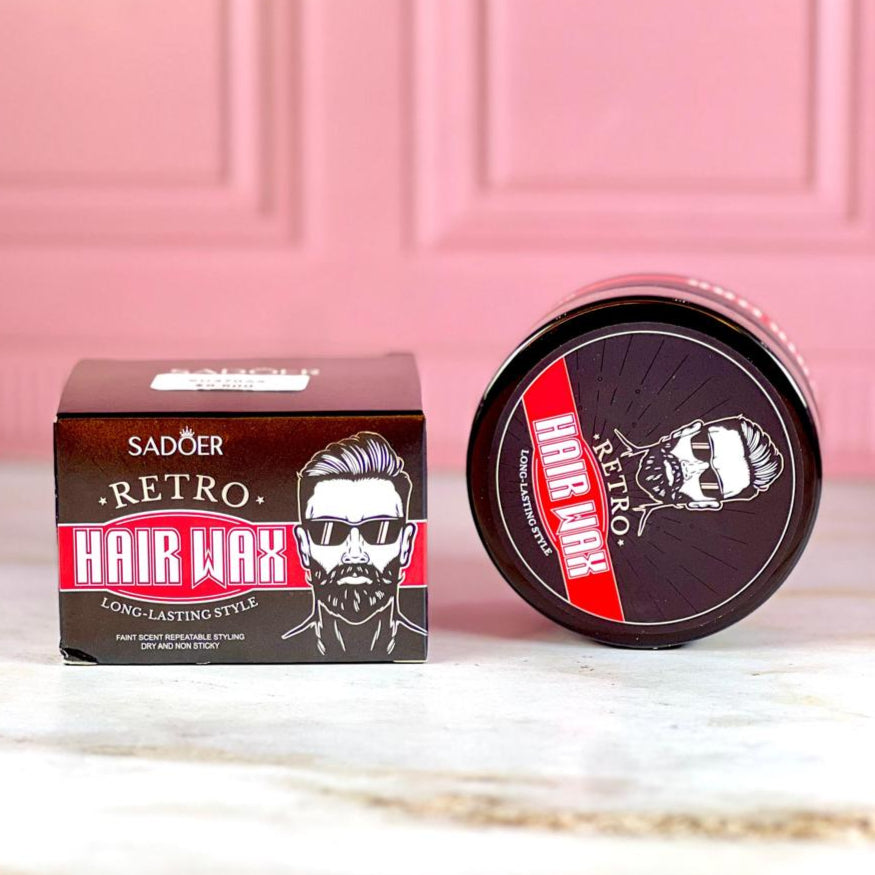 SADOER
SADOER
RETRO
HAIR WAX
LONG-LASTING STYLE
FAINT SCENT REPEATABLE STYLING
DRY AND NON STICKY
RETRO
HAIR WAX
LONG-LASTING STYLE